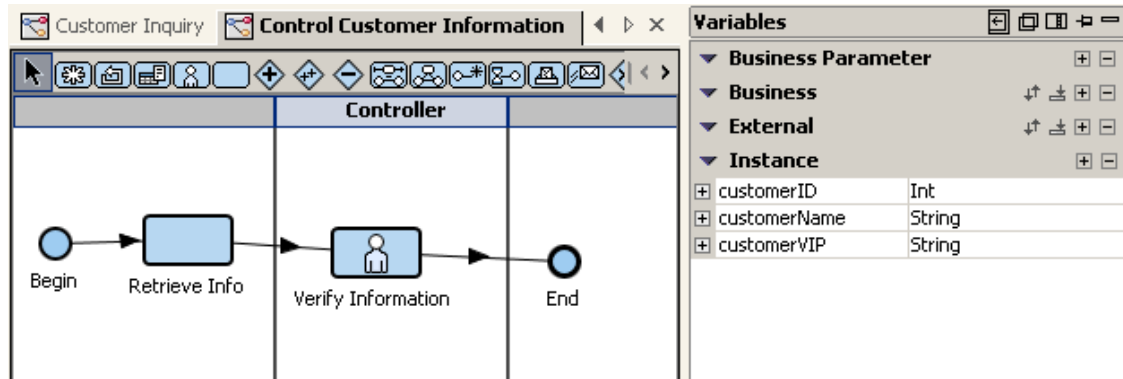 Customer Inquiry
Control Customer Information
Controller
Begin
Retrieve Info
Verify Information
End
Variables
Business Parameter
Business
External
Instance
customerID Int
customerName String
customerVIP String